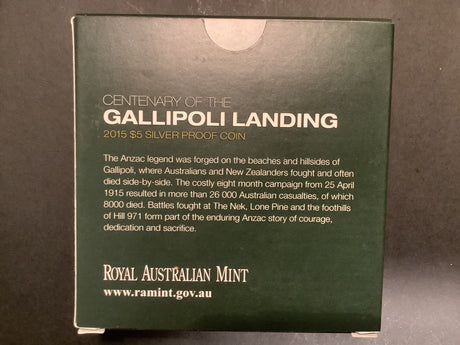 CENTENARY OF THE
GALLIPOLI LANDING
2015 $5 SILVER PROOF COIN
The Anzac legend was forged on the beaches and hillsides of
Gallipoli, where Australians and New Zealanders fought and often
died side-by-side. The costly eight month campaign from 25 April
1915 resulted in more than 26 000 Australian casualties, of which
8000 died. Battles fought at The Nek, Lone Pine and the foothills
of Hill 971 form part of the enduring Anzac story of courage,
dedication and sacrifice.
ROYAL AUSTRALIAN MINT
www.ramint.gov.au